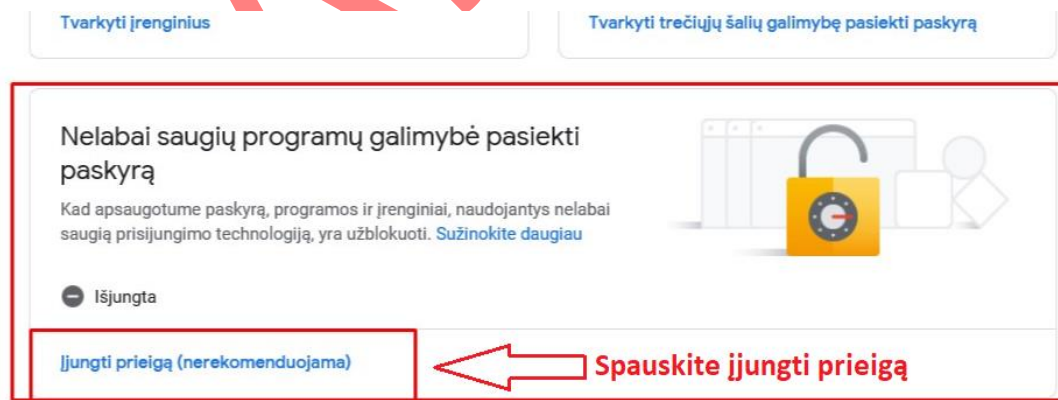 Tvarkyti įrenginius
Tvarkyti trečiųjų šalių galimybę pasiekti paskyrą
Nelabai saugių programų galimybė pasiekti
paskyrą
Kad apsaugotume paskyrą, programos ir įrenginiai, naudojantys nelabai
saugią prisijungimo technologiją, yra užblokuoti. Sužinokite daugiau
Išjungta
Įjungti prieigą (nerekomenduojama)
Spauskite įjungti prieigą